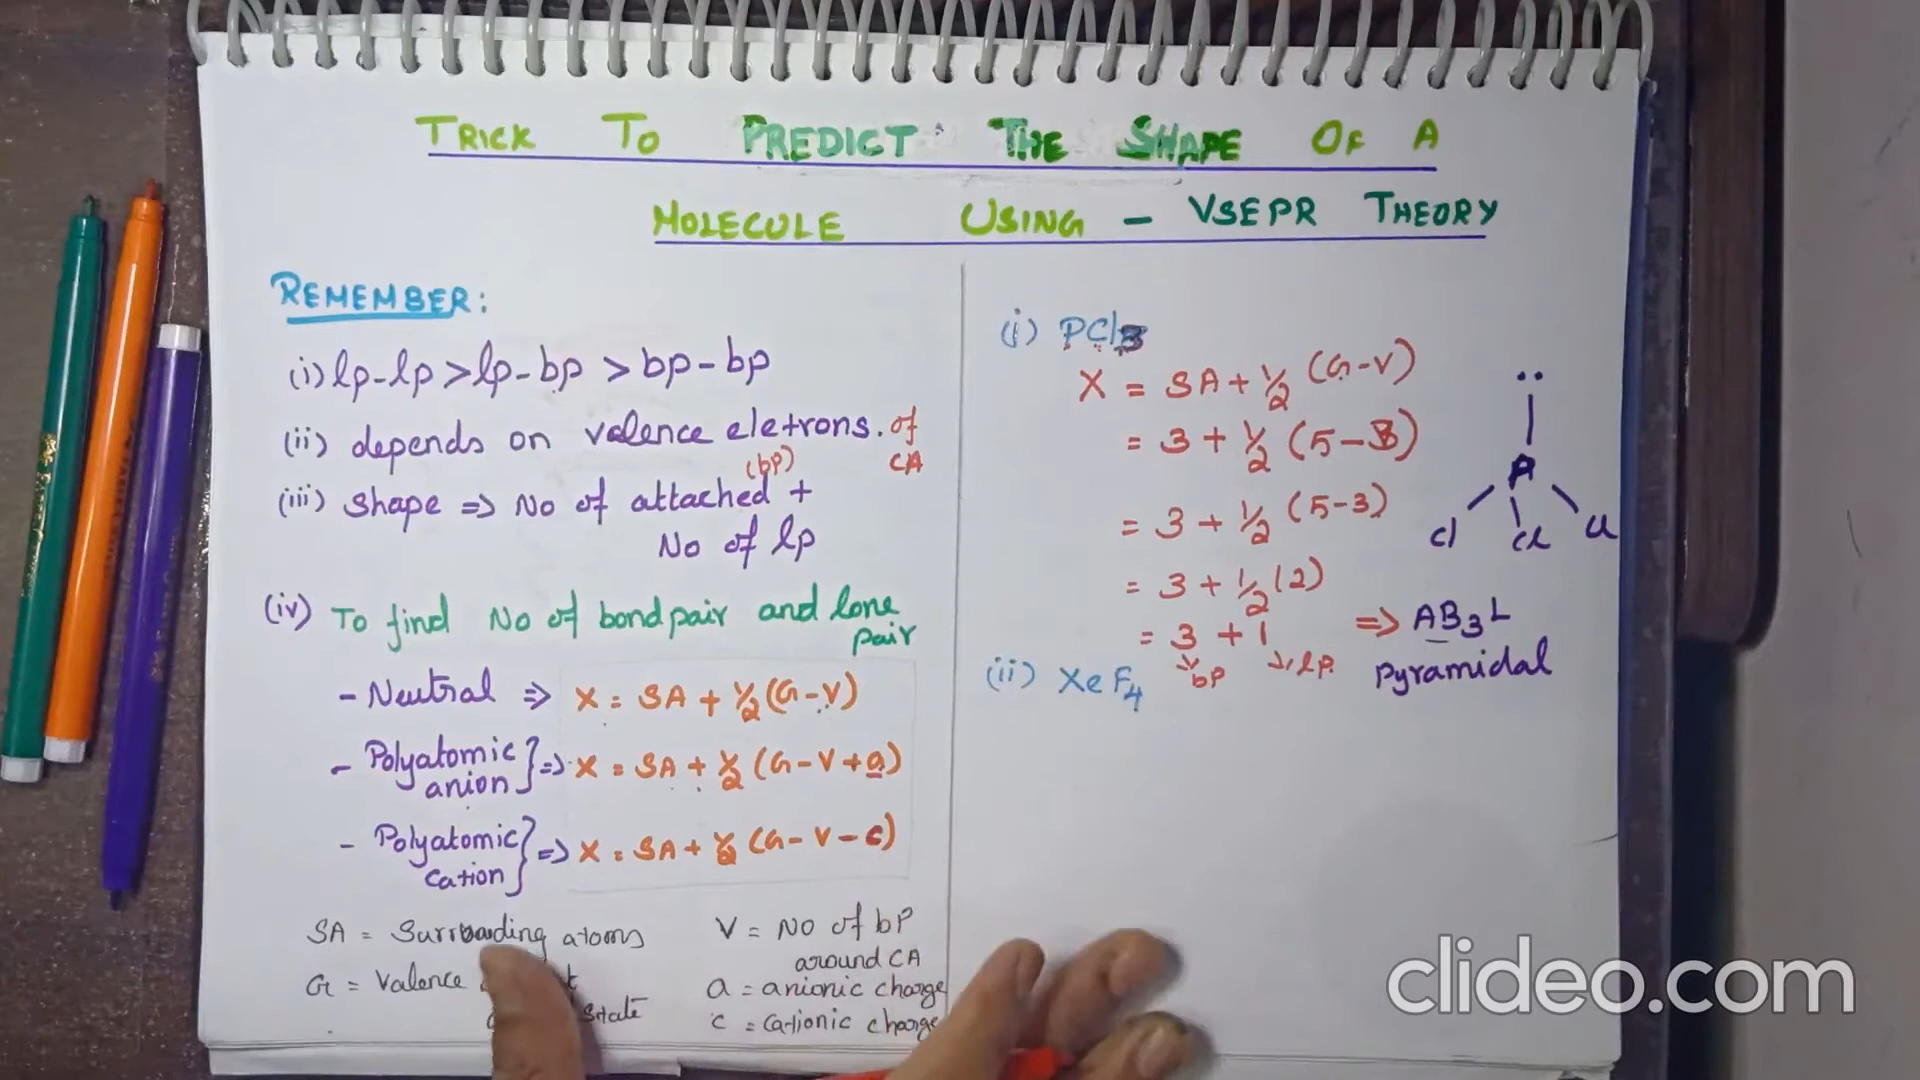 TRICK TO PREDICT THE SHAPE OF A
MOLECULE USING - VSEPR THEORY
REMEMBER:
(i) lp-lp > lp-bp > bp-bp
(ii) depends on valence eletrons. of CA
(bp)
(iii) shape => No of attached +
No of lp
(iv) To find No of bond pair and lone
pair
- Neutral => X = SA + 1/2 (G-V)
- Polyatomic anion } => X = SA + 1/2 (G-V+a)
- Polyatomic cation } => X = SA + 1/2 (G-V-c)
SA = Surrounding atoms
G = Valence
state
V = No of bP
around CA
a = anionic charge
c = cationic charge
(i) PCl3
X = SA + 1/2 (G-V)
= 3 + 1/2 (5-3)
= 3 + 1/2 (5-3)
= 3 + 1/2 (2)
= 3 + 1 => AB3L
bp lp. Pyramidal
A
Cl Cl Cl
(ii) XeF4
clideo.com